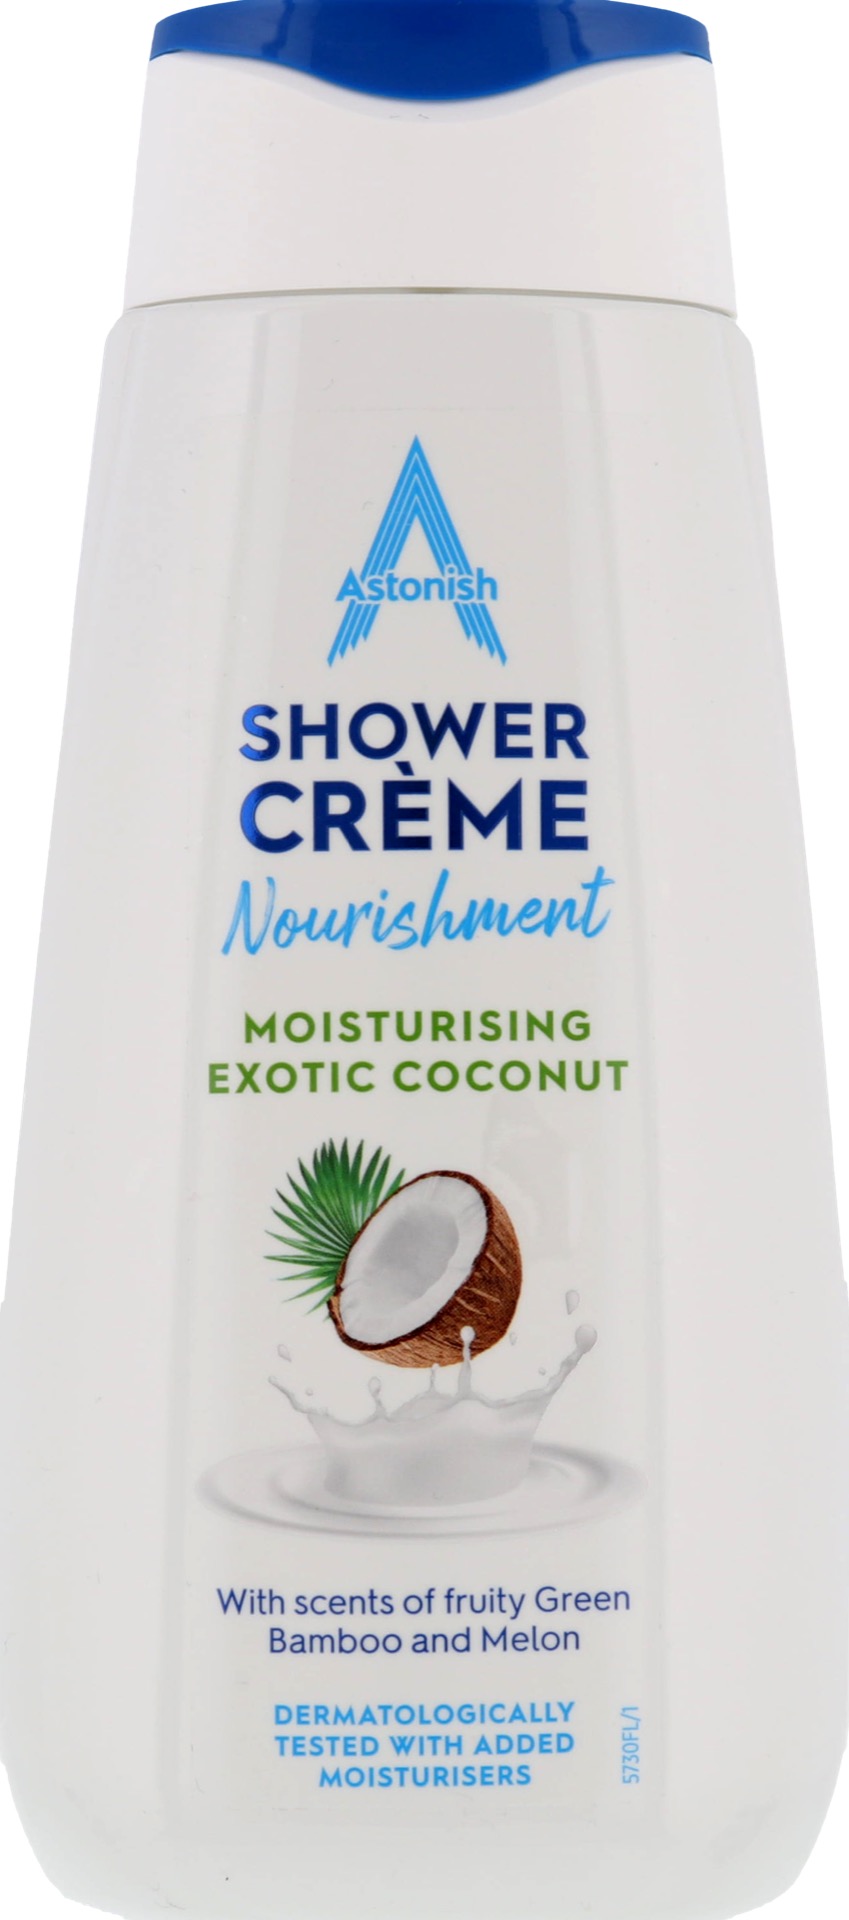 Astonish
SHOWER
CRÈME
Nourishment
MOISTURISING
EXOTIC COCONUT
With scents of fruity Green
Bamboo and Melon
DERMATOLOGICALLY
TESTED WITH ADDED
MOISTURISERS
5730FL/1